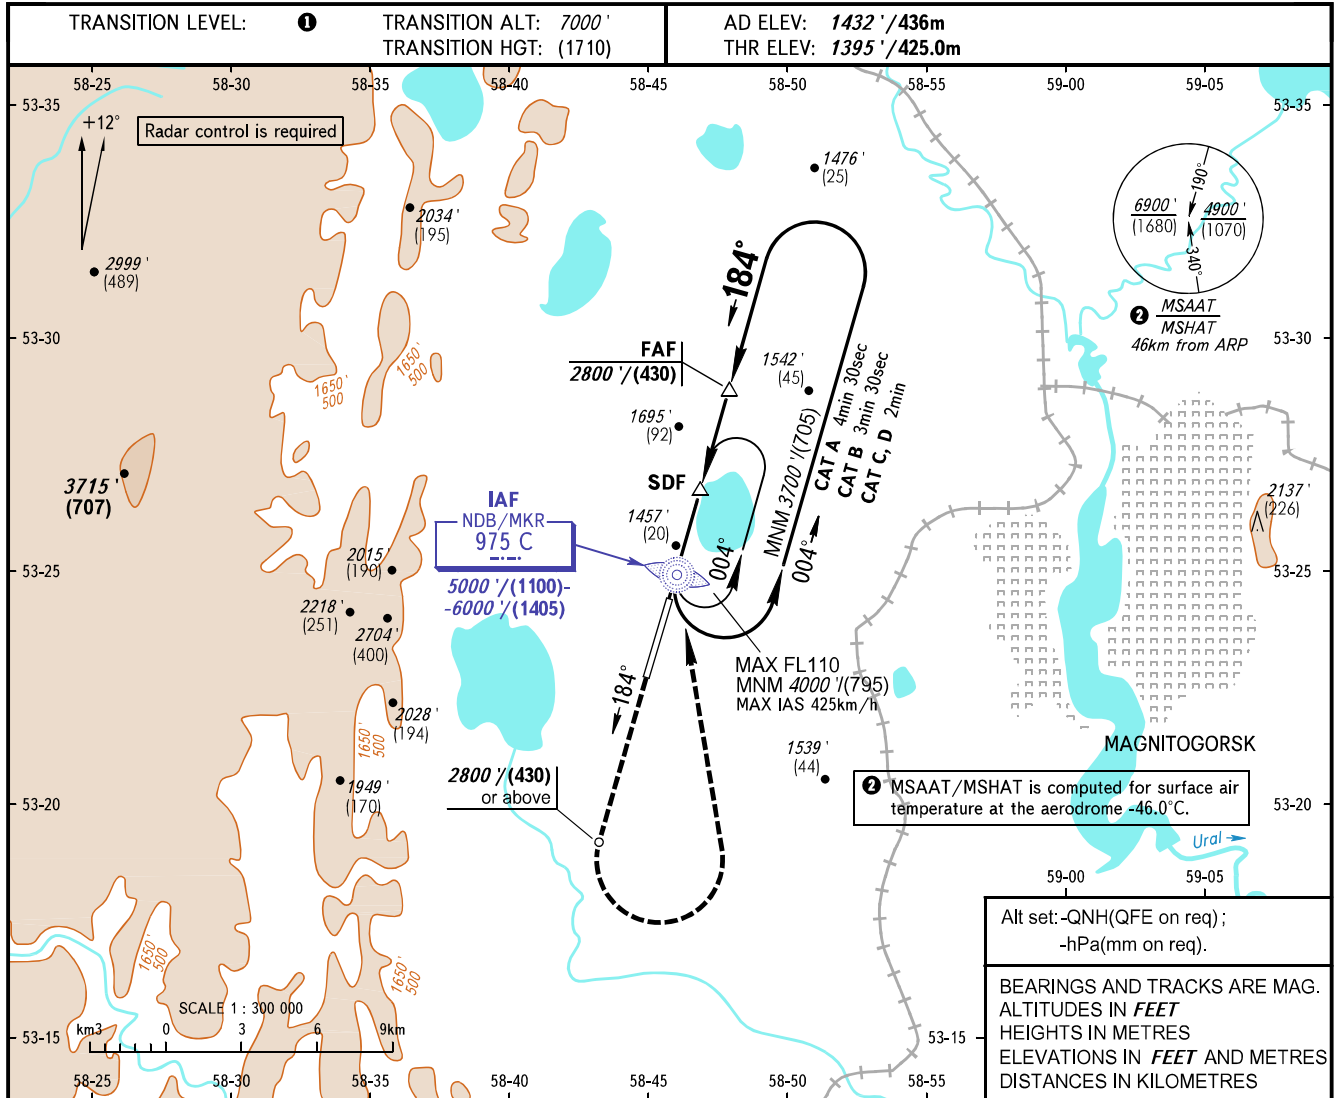 TRANSITION LEVEL: 1
TRANSITION ALT: 7000 '
TRANSITION HGT: (1710)
AD ELEV: 1432 '/436m
THR ELEV: 1395 '/425.0m
58-25 58-30 58-35 58-40 58-45 58-50 58-55 59-00 59-05
53-35 53-35
+12°
Radar control is required
1476 '
(25)
190°
6900 '
(1680)
4900 '
(1070)
340°
2034 '
(195)
2999 '
(489)
184°
2 MSAAT
MSHAT
46km from ARP
53-30 53-30
FAF
2800 '/(430)
1542 '
(45)
1650 '
500
1650 '
500
1695 '
(92)
MNM 3700 '/(705)
CAT A 4min 30sec
CAT B 3min 30sec
CAT C, D 2min
3715 '
(707)
SDF
IAF
NDB/MKR
975 C
5000 '/(1100)-
-6000 '/(1405)
1457 '
(20)
2137 '
(226)
004°
004°
2015 '
(190)
53-25 53-25
2218 '
(251)
2704 '
(400)
184°
MAX FL110
MNM 4000 '/(795)
MAX IAS 425km/h
2028 '
(194)
1650 '
500
MAGNITOGORSK
1539 '
(44)
2800 '/(430)
or above
1949 '
(170)
2 MSAAT/MSHAT is computed for surface air
temperature at the aerodrome -46.0°C.
53-20 53-20
Ural
59-00 59-05
1650 '
500
1650 '
500
Alt set:-QNH(QFE on req) ;
-hPa(mm on req).
SCALE 1 : 300 000
km3 0 3 6 9km
53-15 53-15
BEARINGS AND TRACKS ARE MAG.
ALTITUDES IN FEET
HEIGHTS IN METRES
ELEVATIONS IN FEET AND METRES
DISTANCES IN KILOMETRES
58-25 58-30 58-35 58-40 58-45 58-50 58-55